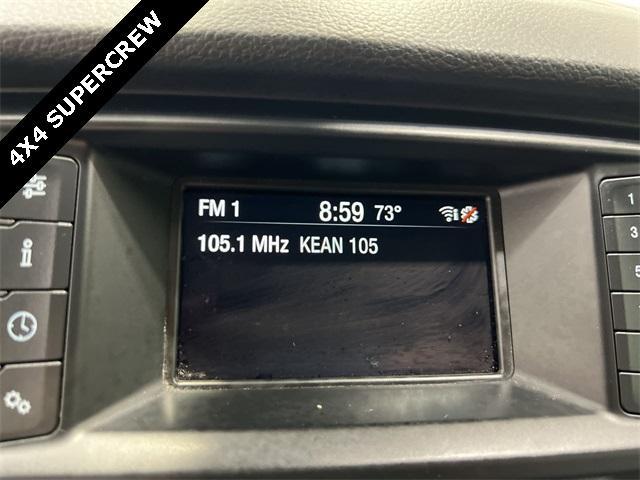 4X4 SUPERCREW
FM 1 8:59 73°
105.1 MHz KEAN 105
1
3
5